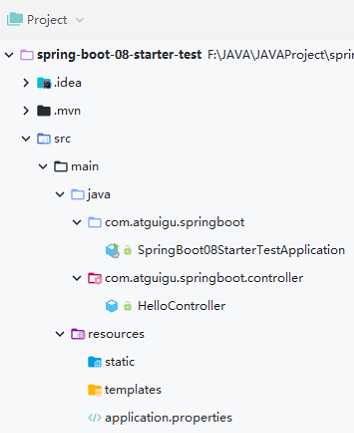 Project
spring-boot-08-starter-test F:\JAVA\JAVAProject\sprin
.idea
.mvn
src
main
java
com.atguigu.springboot
SpringBoot08StarterTestApplication
com.atguigu.springboot.controller
HelloController
resources
static
templates
application.properties